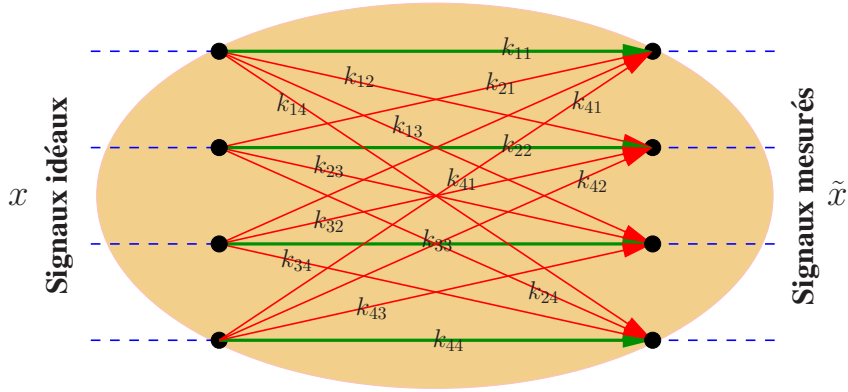 k₁₁
k₁₂
k₂₁
k₁₄
k₄₁
k₁₃
k₂₂
k₂₃
k₄₁
k₄₂
x
Signaux idéaux
Signaux mesurés
x̃
k₃₂
k₃₃
k₃₄
k₂₄
k₄₃
k₄₄